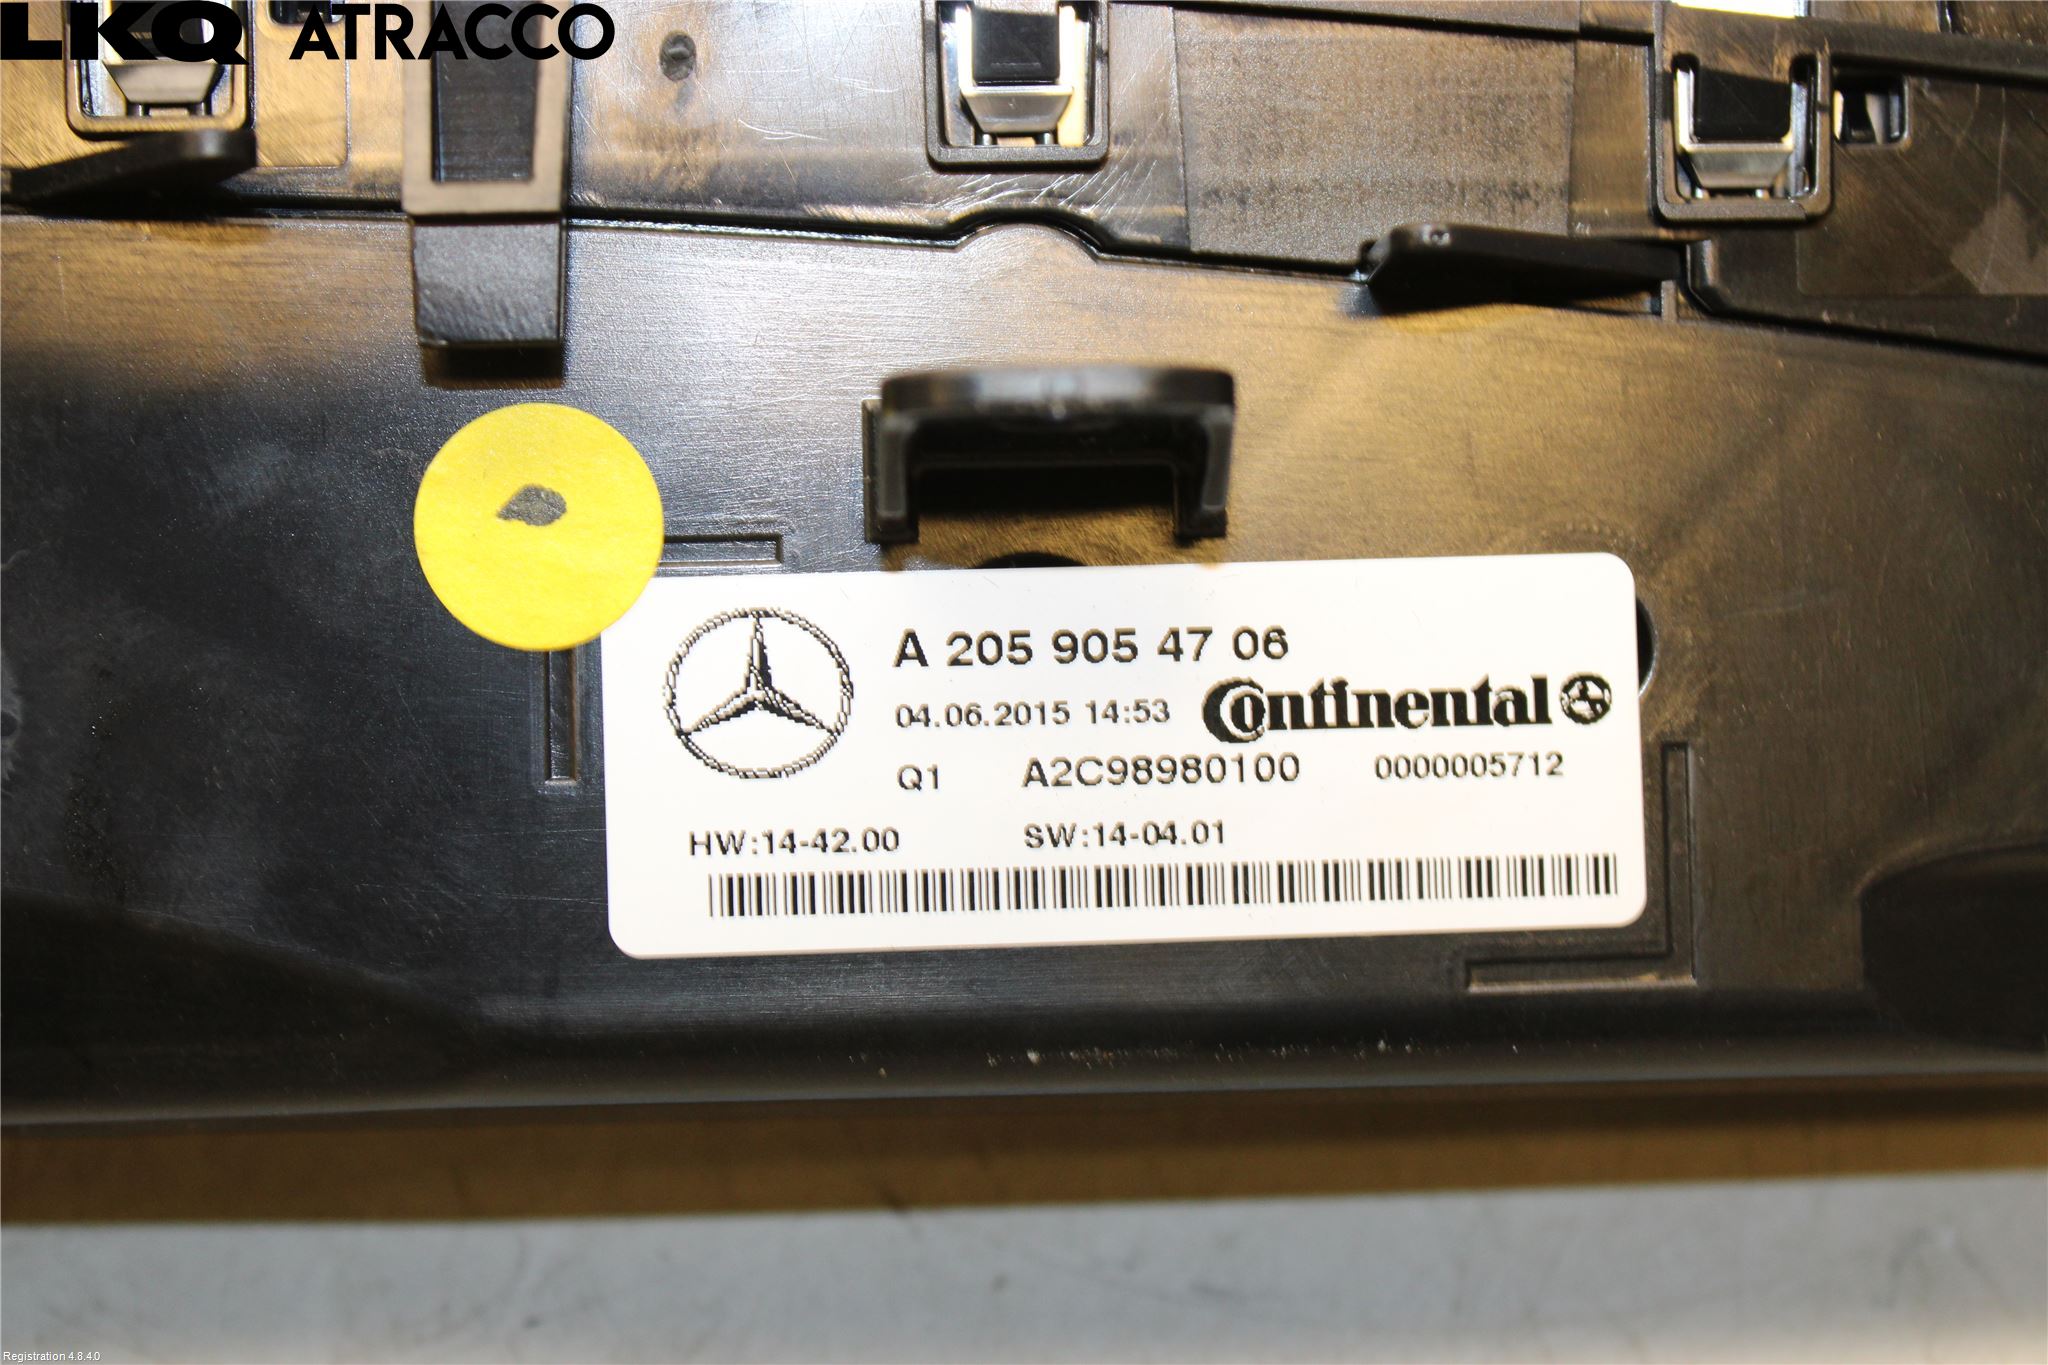 LKQ ATRACCO
A 205 905 47 06
04.06.2015 14:53 Continental
Q1 A2C98980100 0000005712
HW:14-42.00 SW:14-04.01
Registration 4.8.4.0